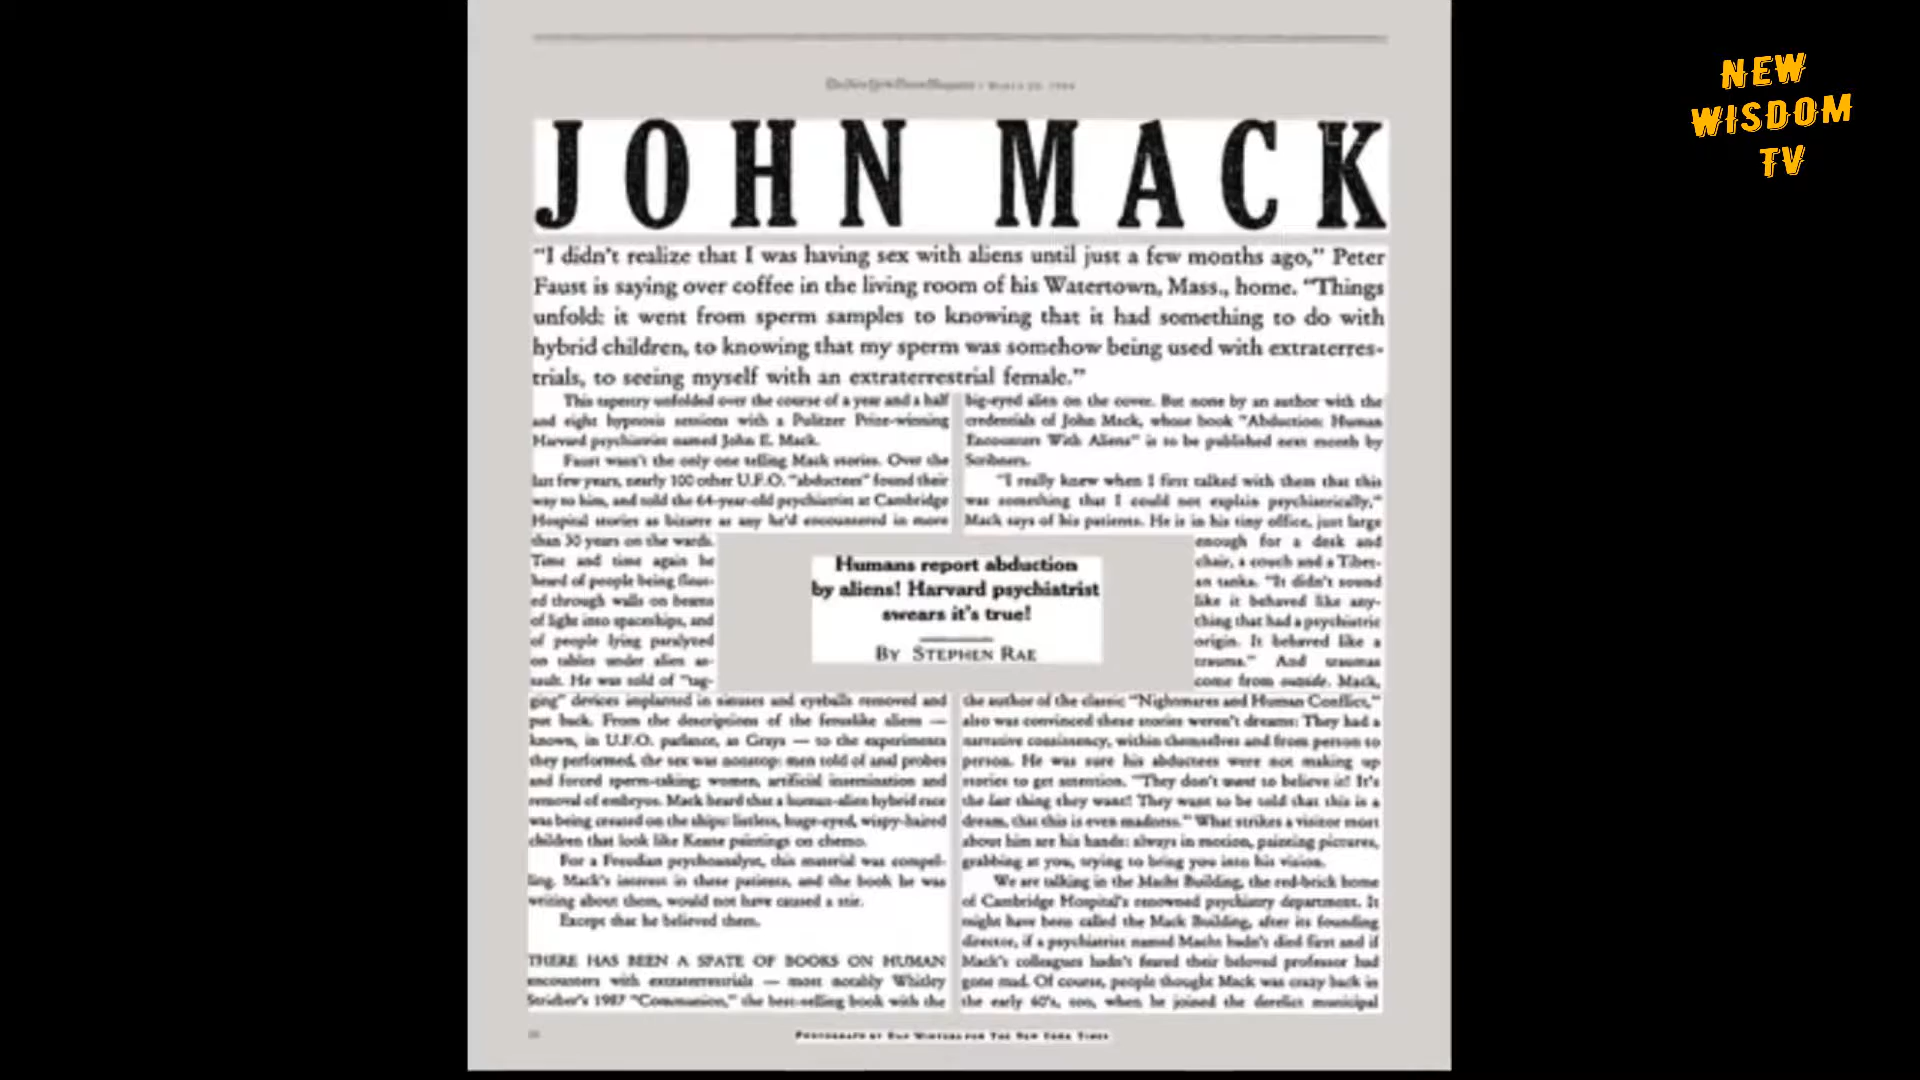 The New York Times Magazine / March 20, 1994
NEW
WISDOM
TV
JOHN MACK
“I didn’t realize that I was having sex with aliens until just a few months ago,” Peter
Faust is saying over coffee in the living room of his Watertown, Mass., home. “Things
unfold: it went from sperm samples to knowing that it had something to do with
hybrid children, to knowing that my sperm was somehow being used with extraterres-
trials, to seeing myself with an extraterrestrial female.”
This tapestry unfolded over the course of a year and a half
and eight hypnosis sessions with a Pulitzer Prize-winning
Harvard psychiatrist named John E. Mack.
Faust wasn’t the only one telling Mack stories. Over the
last few years, nearly 100 other U.F.O. “abductees” found their
way to him, and told the 64-year-old psychiatrist at Cambridge
Hospital stories as bizarre as any he’d encountered in more
than 30 years on the wards.
Time and time again he
heard of people being float-
ed through walls on beams
of light into spaceships, and
of people lying paralyzed
on tables under alien as-
sault. He was told of “tag-
ging” devices implanted in sinuses and eyeballs removed and
put back. From the descriptions of the fetuslike aliens —
known, in U.F.O. parlance, as Grays — to the experiments
they performed, the sex was nonstop: men told of anal probes
and forced sperm-taking; women, artificial insemination and
removal of embryos. Mack heard that a human-alien hybrid race
was being created on the ships: listless, huge-eyed, wispy-haired
children that look like Keane paintings on chemo.
For a Freudian psychoanalyst, this material was compel-
ling. Mack’s interest in these patients, and the book he was
writing about them, would not have caused a stir.
Except that he believed them.
THERE HAS BEEN A SPATE OF BOOKS ON HUMAN
encounters with extraterrestrials — most notably Whitley
Strieber’s 1987 “Communion,” the best-selling book with the
Humans report abduction
by aliens! Harvard psychiatrist
swears it’s true!
BY STEPHEN RAE
big-eyed alien on the cover. But none by an author with the
credentials of John Mack, whose book “Abduction: Human
Encounters With Aliens” is to be published next month by
Scribners.
“I really knew when I first talked with them that this
was something that I could not explain psychiatrically,”
Mack says of his patients. He is in his tiny office, just large
enough for a desk and
chair, a couch and a Tibet-
an tanka. “It didn’t sound
like it behaved like any-
thing that had a psychiatric
origin. It behaved like a
trauma.” And traumas
come from outside. Mack,
the author of the classic “Nightmares and Human Conflict,”
also was convinced these stories weren’t dreams: They had a
narrative consistency, within themselves and from person to
person. He was sure his abductees were not making up
stories to get attention. “They don’t want to believe it! It’s
the last thing they want! They want to be told that this is a
dream, that this is even madness.” What strikes a visitor most
about him are his hands: always in motion, painting pictures,
grabbing at you, trying to bring you into his vision.
We are talking in the Macht Building, the red-brick home
of Cambridge Hospital’s renowned psychiatry department. It
might have been called the Mack Building, after its founding
director, if a psychiatrist named Macht hadn’t died first and if
Mack’s colleagues hadn’t feared their beloved professor had
gone mad. Of course, people thought Mack was crazy back in
the early 60’s, too, when he joined the derelict municipal
PHOTOGRAPH BY DAN WINTERS FOR THE NEW YORK TIMES